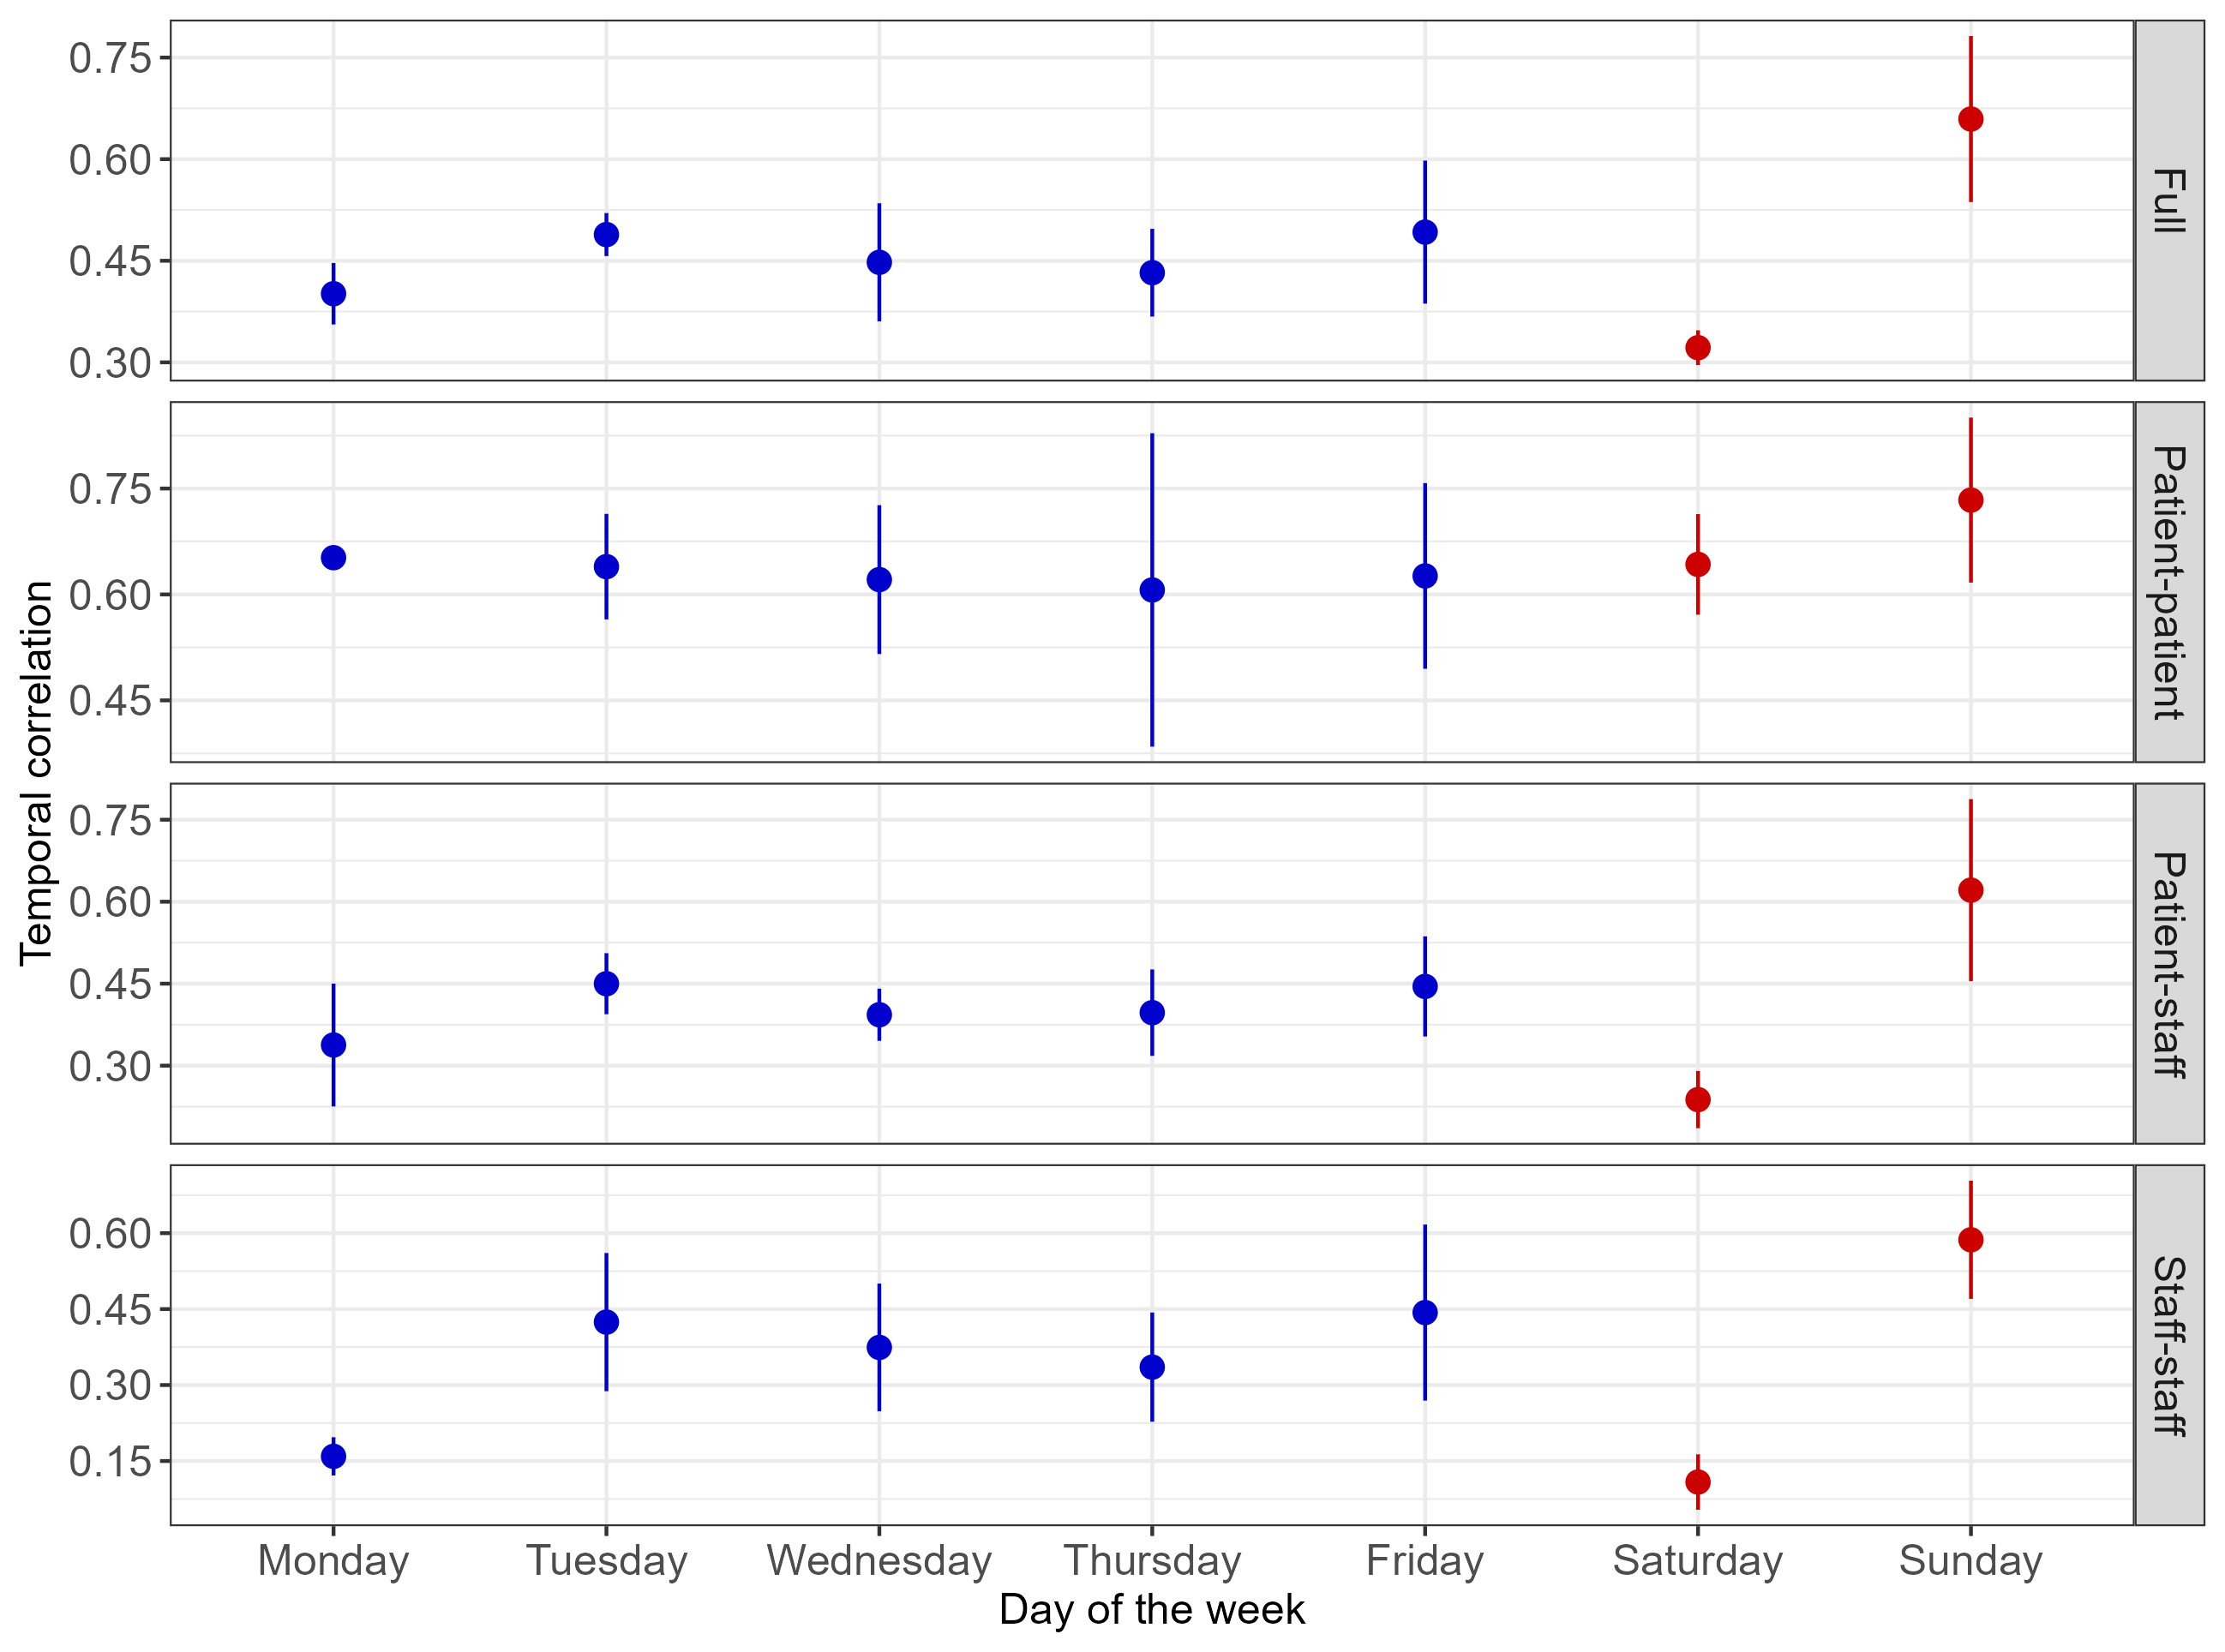 Temporal correlation
0.75
0.60
0.45
0.30
Full
0.75
0.60
0.45
Patient-patient
0.75
0.60
0.45
0.30
Patient-staff
0.60
0.45
0.30
0.15
Staff-staff
Monday Tuesday Wednesday Thursday Friday Saturday Sunday
Day of the week